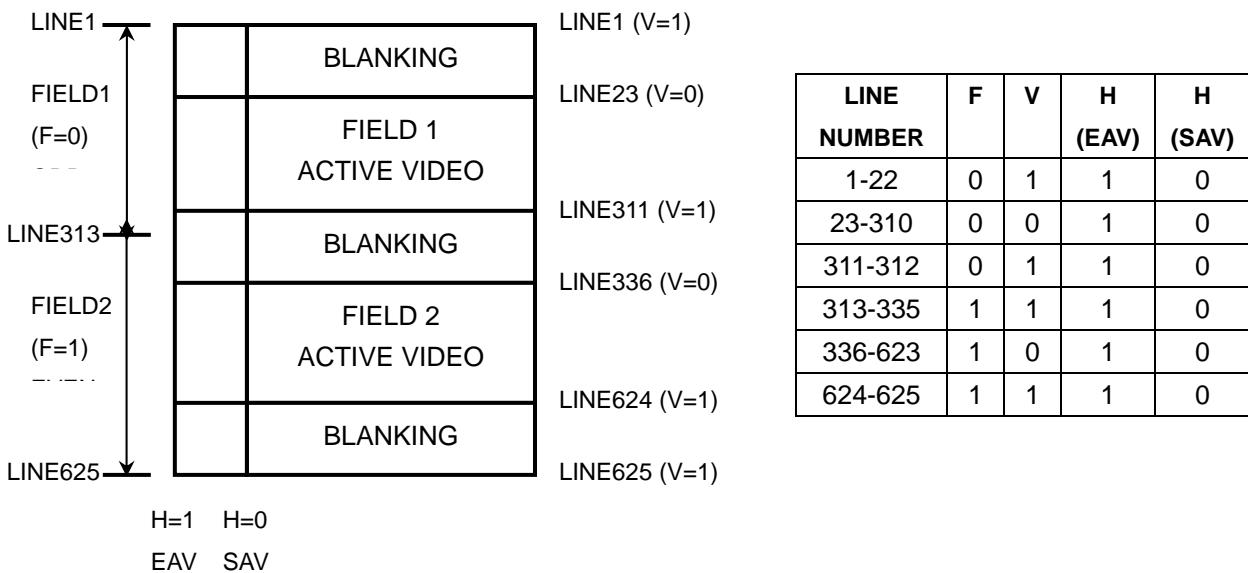 LINE1
FIELD1
(F=0)
LINE313
FIELD2
(F=1)
LINE625
BLANKING
FIELD 1
ACTIVE VIDEO
BLANKING
FIELD 2
ACTIVE VIDEO
BLANKING
H=1 H=0
EAV SAV
LINE1 (V=1)
LINE23 (V=0)
LINE311 (V=1)
LINE336 (V=0)
LINE624 (V=1)
LINE625 (V=1)
LINE NUMBER F V H (EAV) H (SAV)
1-22 0 1 1 0
23-310 0 0 1 0
311-312 0 1 1 0
313-335 1 1 1 0
336-623 1 0 1 0
624-625 1 1 1 0